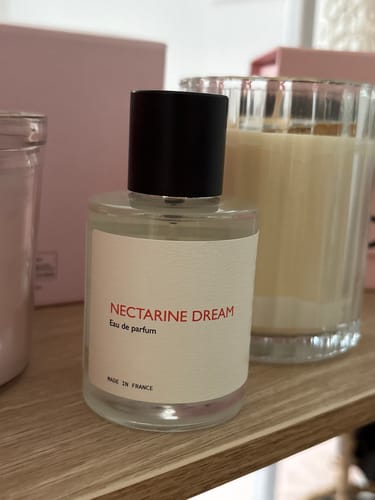 NECTARINE DREAM
Eau de parfum
MADE IN FRANCE